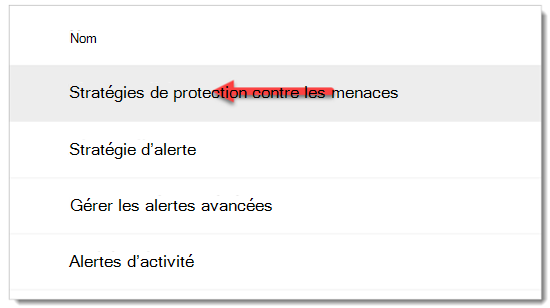 Nom
Stratégies de protection contre les menaces
Stratégie d'alerte
Gérer les alertes avancées
Alertes d'activité